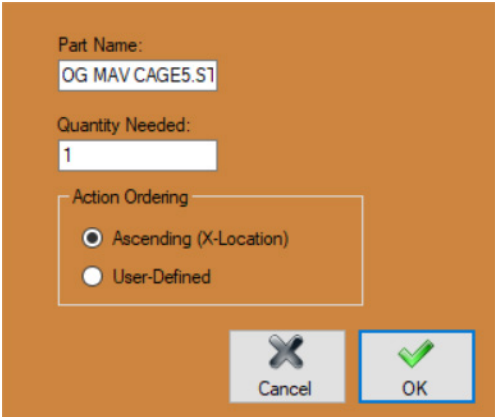 Part Name:
OG MAV CAGE5.ST
Quantity Needed:
1
Action Ordering
Ascending (X-Location)
User-Defined
Cancel
OK